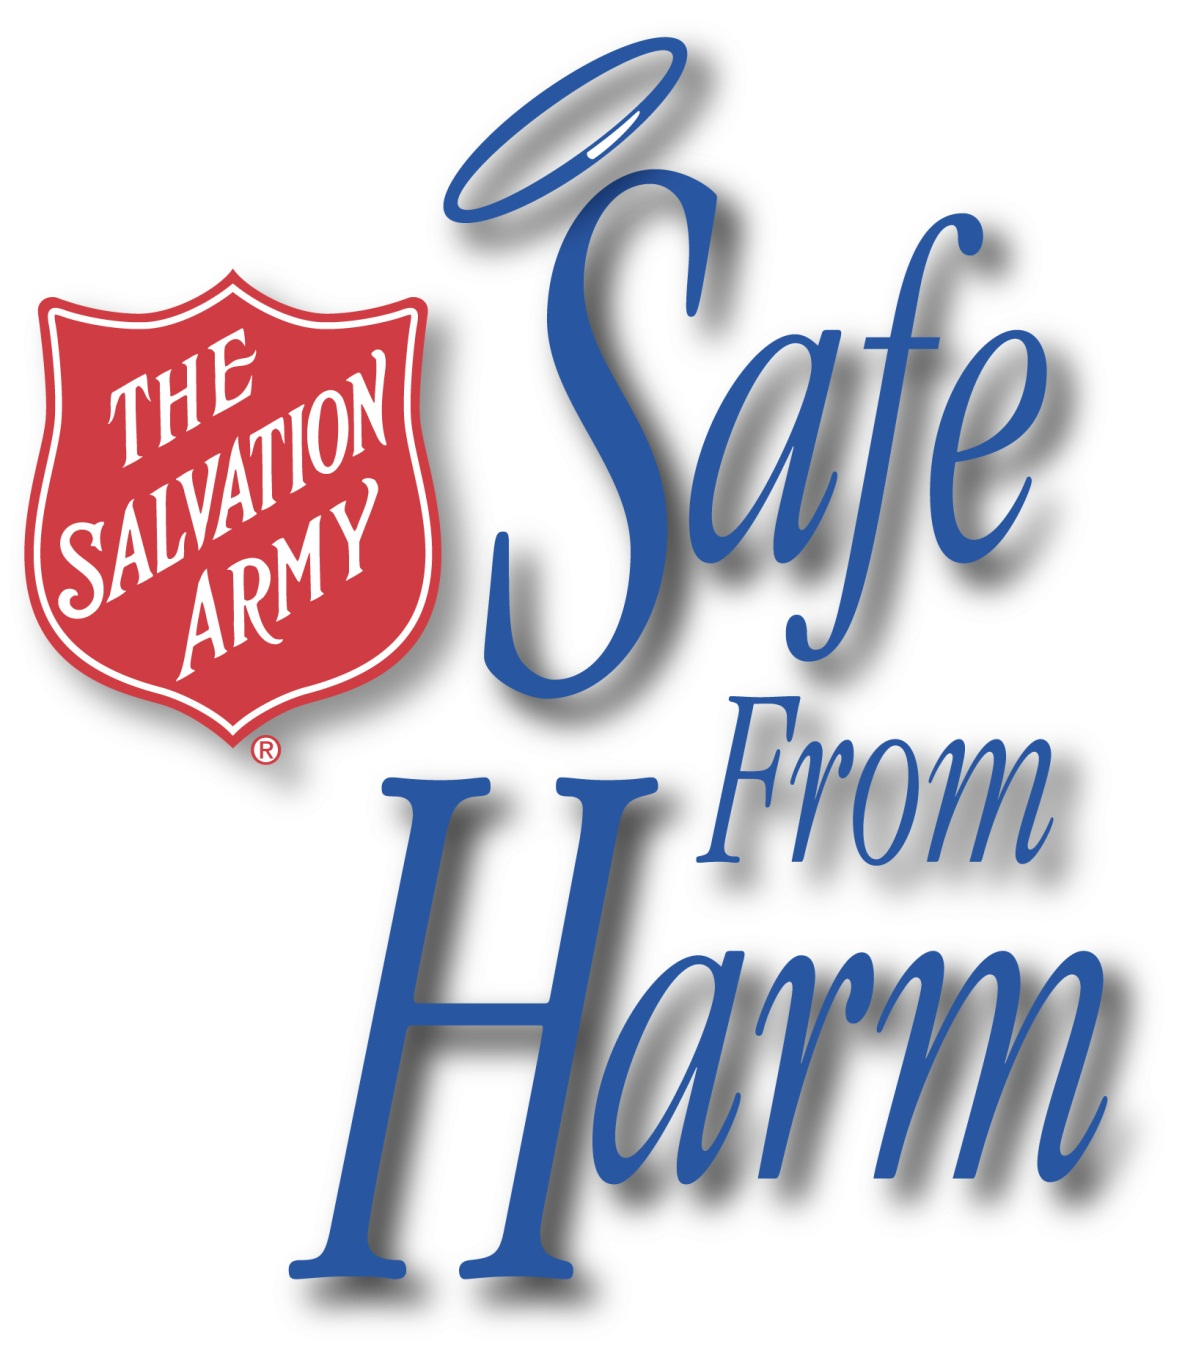 THE
SALVATION
ARMY
®
Safe
From
Harm